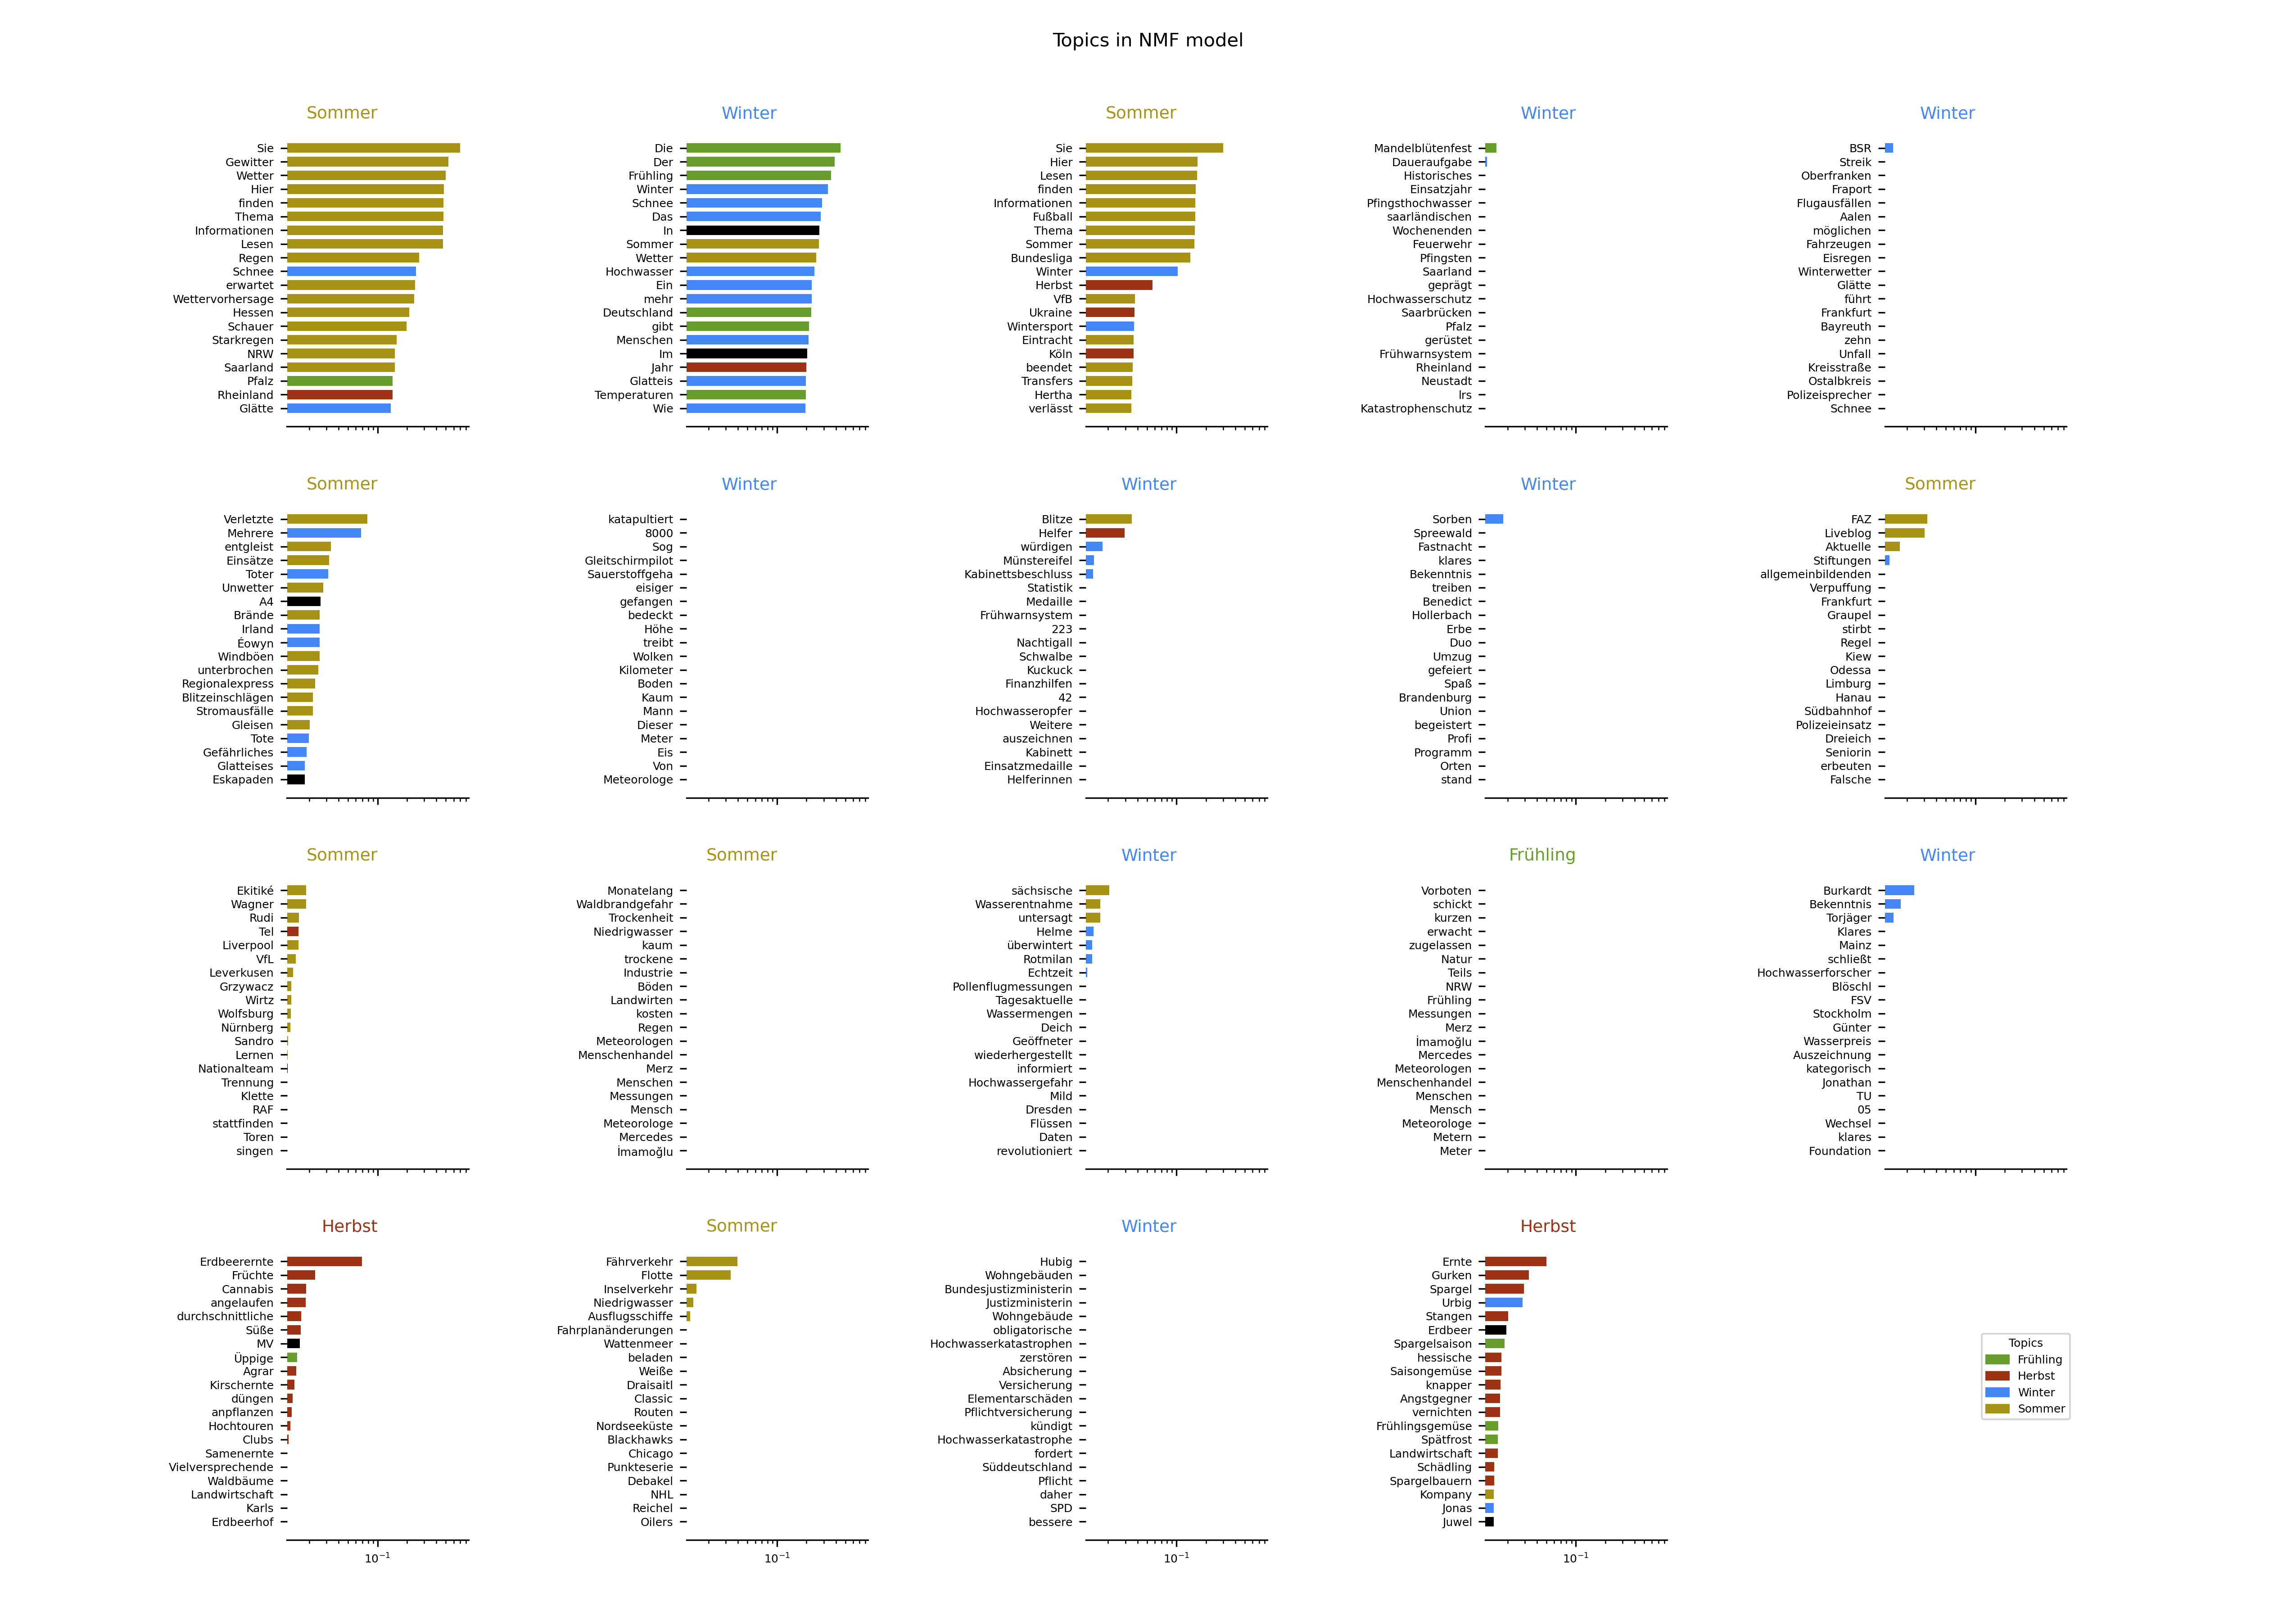 Topics in NMF model
Sommer
Sie
Gewitter
Wetter
Hier
finden
Thema
Informationen
Lesen
Regen
Schnee
erwartet
Wettervorhersage
Hessen
Schauer
Starkregen
NRW
Saarland
Pfalz
Rheinland
Glätte
Winter
Die
Der
Frühling
Winter
Schnee
Das
In
Sommer
Wetter
Hochwasser
Ein
mehr
Deutschland
gibt
Menschen
Im
Jahr
Glatteis
Temperaturen
Wie
Sommer
Sie
Hier
Lesen
finden
Informationen
Fußball
Thema
Sommer
Bundesliga
Winter
Herbst
VfB
Ukraine
Wintersport
Eintracht
Köln
beendet
Transfers
Hertha
verlässt
Winter
Mandelblütenfest
Daueraufgabe
Historisches
Einsatzjahr
Pfingsthochwasser
saarländischen
Wochenenden
Feuerwehr
Pfingsten
Saarland
geprägt
Hochwasserschutz
Saarbrücken
Pfalz
gerüstet
Frühwarnsystem
Rheinland
Neustadt
Irs
Katastrophenschutz
Winter
BSR
Streik
Oberfranken
Fraport
Flugausfällen
Aalen
möglichen
Fahrzeugen
Eisregen
Winterwetter
Glätte
führt
Frankfurt
Bayreuth
zehn
Unfall
Kreisstraße
Ostalbkreis
Polizeisprecher
Schnee
Sommer
Verletzte
Mehrere
entgleist
Einsätze
Toter
Unwetter
A4
Brände
Irland
Éowyn
Windböen
unterbrochen
Regionalexpress
Blitzeinschlägen
Stromausfälle
Gleisen
Tote
Gefährliches
Glatteises
Eskapaden
Winter
katapultiert
8000
Sog
Gleitschirmpilot
Sauerstoffgeha
eisiger
gefangen
bedeckt
Höhe
treibt
Wolken
Kilometer
Boden
Kaum
Mann
Dieser
Meter
Eis
Von
Meteorologe
Winter
Blitze
Helfer
würdigen
Münstereifel
Kabinettsbeschluss
Statistik
Medaille
Frühwarnsystem
223
Nachtigall
Schwalbe
Kuckuck
Finanzhilfen
42
Hochwasseropfer
Weitere
auszeichnen
Kabinett
Einsatzmedaille
Helferinnen
Winter
Sorben
Spreewald
Fastnacht
klares
Bekenntnis
treiben
Benedict
Hollerbach
Erbe
Duo
Umzug
gefeiert
Spaß
Brandenburg
Union
begeistert
Profi
Programm
Orten
stand
Sommer
FAZ
Liveblog
Aktuelle
Stiftungen
allgemeinbildenden
Verpuffung
Frankfurt
Graupel
stirbt
Regel
Kiew
Odessa
Limburg
Hanau
Südbahnhof
Polizeieinsatz
Dreieich
Seniorin
erbeuten
Falsche
Sommer
Ekitiké
Wagner
Rudi
Tel
Liverpool
VfL
Leverkusen
Grzywacz
Wirtz
Wolfsburg
Nürnberg
Sandro
Lernen
Nationalteam
Trennung
Klette
RAF
stattfinden
Toren
singen
Sommer
Monatelang
Waldbrandgefahr
Trockenheit
Niedrigwasser
kaum
trockene
Industrie
Böden
Landwirten
kosten
Regen
Meteorologen
Menschenhandel
Merz
Menschen
Messungen
Mensch
Meteorologe
Mercedes
İmamoğlu
Winter
sächsische
Wasserentnahme
untersagt
Helme
überwintert
Rotmilan
Echtzeit
Pollenflugmessungen
Tagesaktuelle
Wassermengen
Deich
Geöffneter
wiederhergestellt
informiert
Hochwassergefahr
Mild
Dresden
Flüssen
Daten
revolutioniert
Frühling
Vorboten
schickt
kurzen
erwacht
zugelassen
Natur
Teils
NRW
Frühling
Messungen
Merz
İmamoğlu
Mercedes
Meteorologen
Menschenhandel
Menschen
Mensch
Meteorologe
Metern
Meter
Winter
Burkardt
Bekenntnis
Torjäger
Klares
Mainz
schließt
Hochwasserforscher
Blöschl
FSV
Stockholm
Günter
Wasserpreis
Auszeichnung
kategorisch
Jonathan
TU
05
Wechsel
klares
Foundation
Herbst
Erdbeerernte
Früchte
Cannabis
angelaufen
durchschnittliche
Süße
MV
Üppige
Agrar
Kirschernte
düngen
anpflanzen
Hochtouren
Clubs
Samenernte
Vielversprechende
Waldbäume
Landwirtschaft
Karls
Erdbeerhof
10⁻¹
Sommer
Fährverkehr
Flotte
Inselverkehr
Niedrigwasser
Ausflugsschiffe
Fahrplanänderungen
Wattenmeer
beladen
Weiße
Draisaitl
Classic
Routen
Nordseeküste
Blackhawks
Chicago
Punkteserie
Debakel
NHL
Reichel
Oilers
10⁻¹
Winter
Hubig
Wohngebäuden
Bundesjustizministerin
Justizministerin
Wohngebäude
obligatorische
Hochwasserkatastrophen
zerstören
Absicherung
Versicherung
Elementarschäden
Pflichtversicherung
kündigt
Hochwasserkatastrophe
fordert
Süddeutschland
Pflicht
daher
SPD
bessere
10⁻¹
Herbst
Ernte
Gurken
Spargel
Urbig
Stangen
Erdbeer
Spargelsaison
hessische
Saisongemüse
knapper
Angstgegner
vernichten
Frühlingsgemüse
Spätfrost
Landwirtschaft
Schädling
Spargelbauern
Kompany
Jonas
Juwel
10⁻¹
Topics
Frühling
Herbst
Winter
Sommer